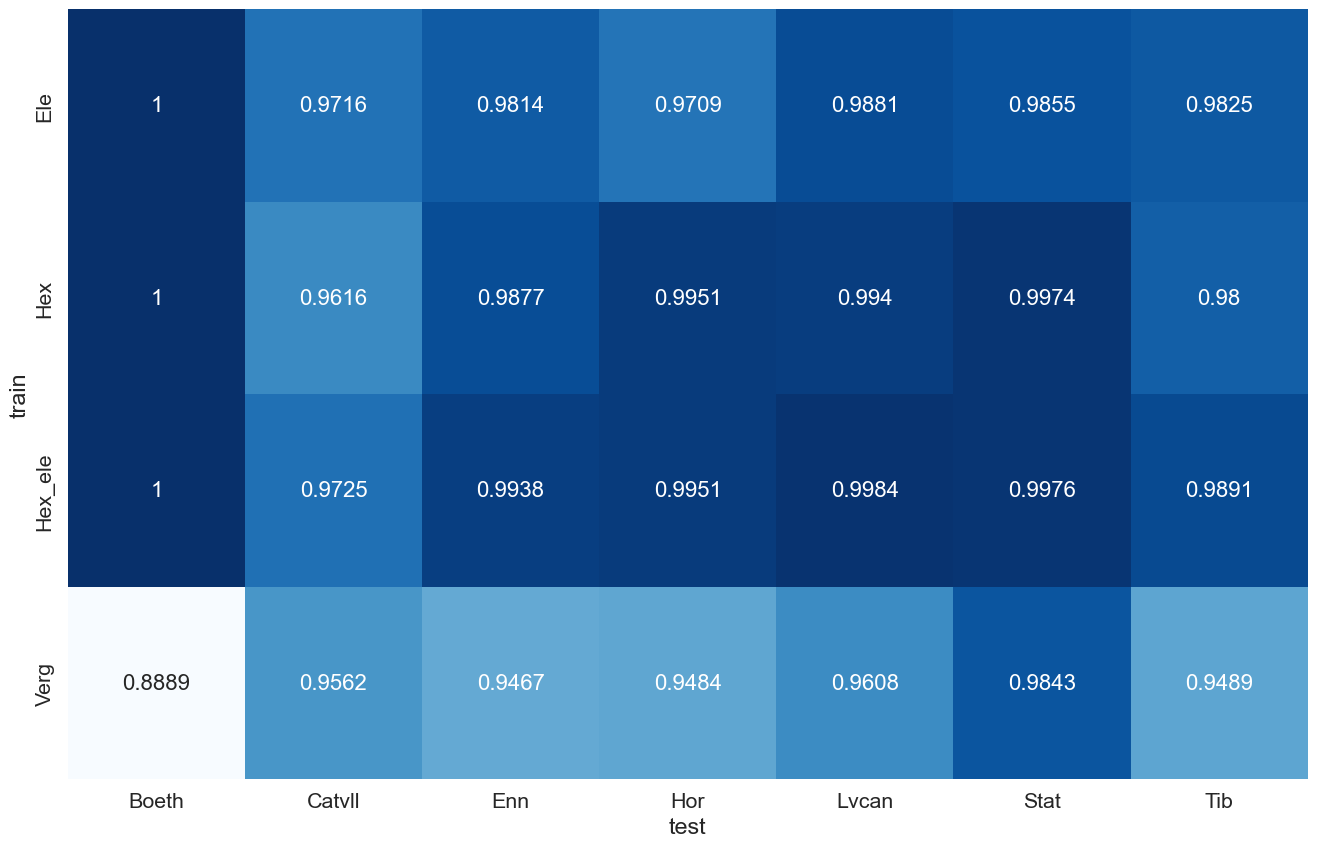 Ele 1 0.9716 0.9814 0.9709 0.9881 0.9855 0.9825
Hex 1 0.9616 0.9877 0.9951 0.994 0.9974 0.98
train
Hex_ele 1 0.9725 0.9938 0.9951 0.9984 0.9976 0.9891
Verg 0.8889 0.9562 0.9467 0.9484 0.9608 0.9843 0.9489
Boeth Catvll Enn Hor Lvcan Stat Tib
test